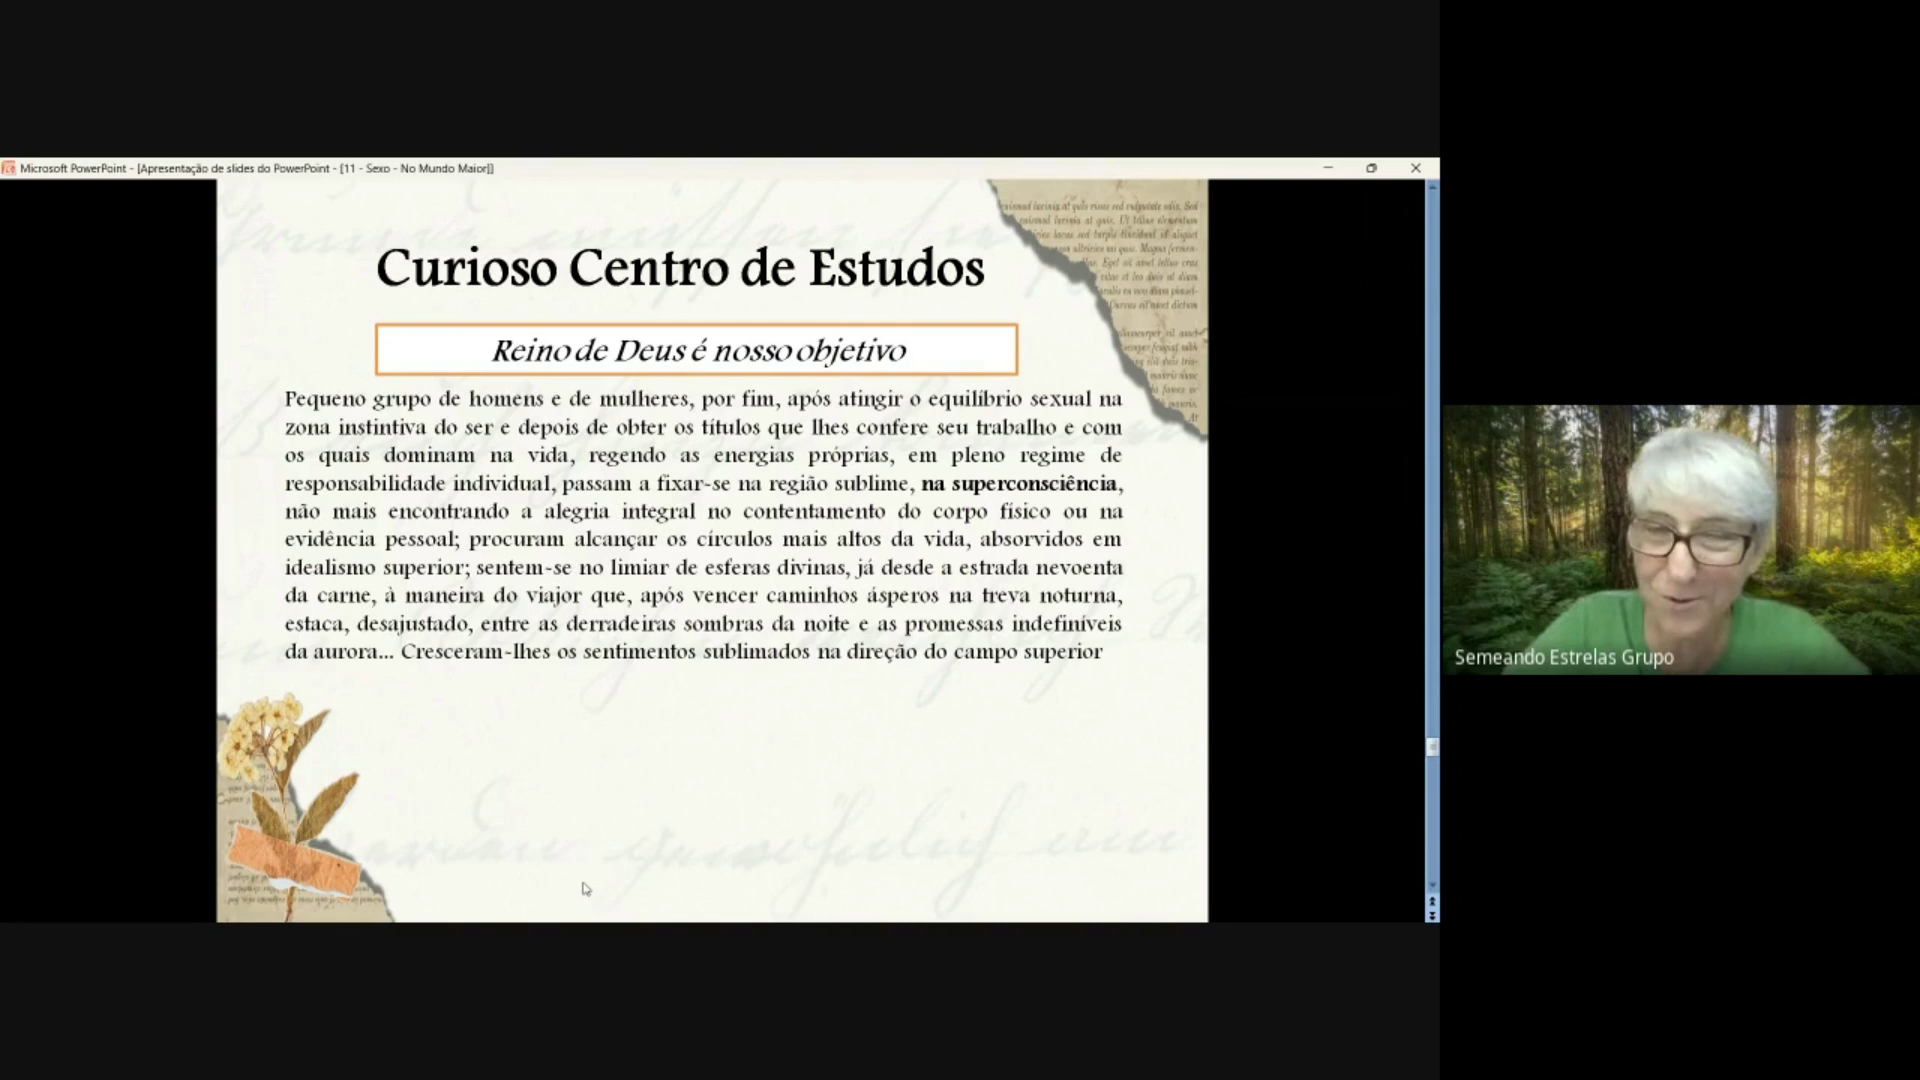 Microsoft PowerPoint - [Apresentação de slides do PowerPoint - [11 - Sexo - No Mundo Maior]]
Curioso Centro de Estudos
Reino de Deus é nosso objetivo
Pequeno grupo de homens e de mulheres, por fim, após atingir o equilíbrio sexual na
zona instintiva do ser e depois de obter os títulos que lhes confere seu trabalho e com
os quais dominam na vida, regendo as energias próprias, em pleno regime de
responsabilidade individual, passam a fixar-se na região sublime, na superconsciência,
não mais encontrando a alegria integral no contentamento do corpo físico ou na
evidência pessoal; procuram alcançar os círculos mais altos da vida, absorvidos em
idealismo superior; sentem-se no limiar de esferas divinas, já desde a estrada nevoenta
da carne, à maneira do viajor que, após vencer caminhos ásperos na treva noturna,
estaca, desajustado, entre as derradeiras sombras da noite e as promessas indefiníveis
da aurora... Cresceram-lhes os sentimentos sublimados na direção do campo superior
Semeando Estrelas Grupo